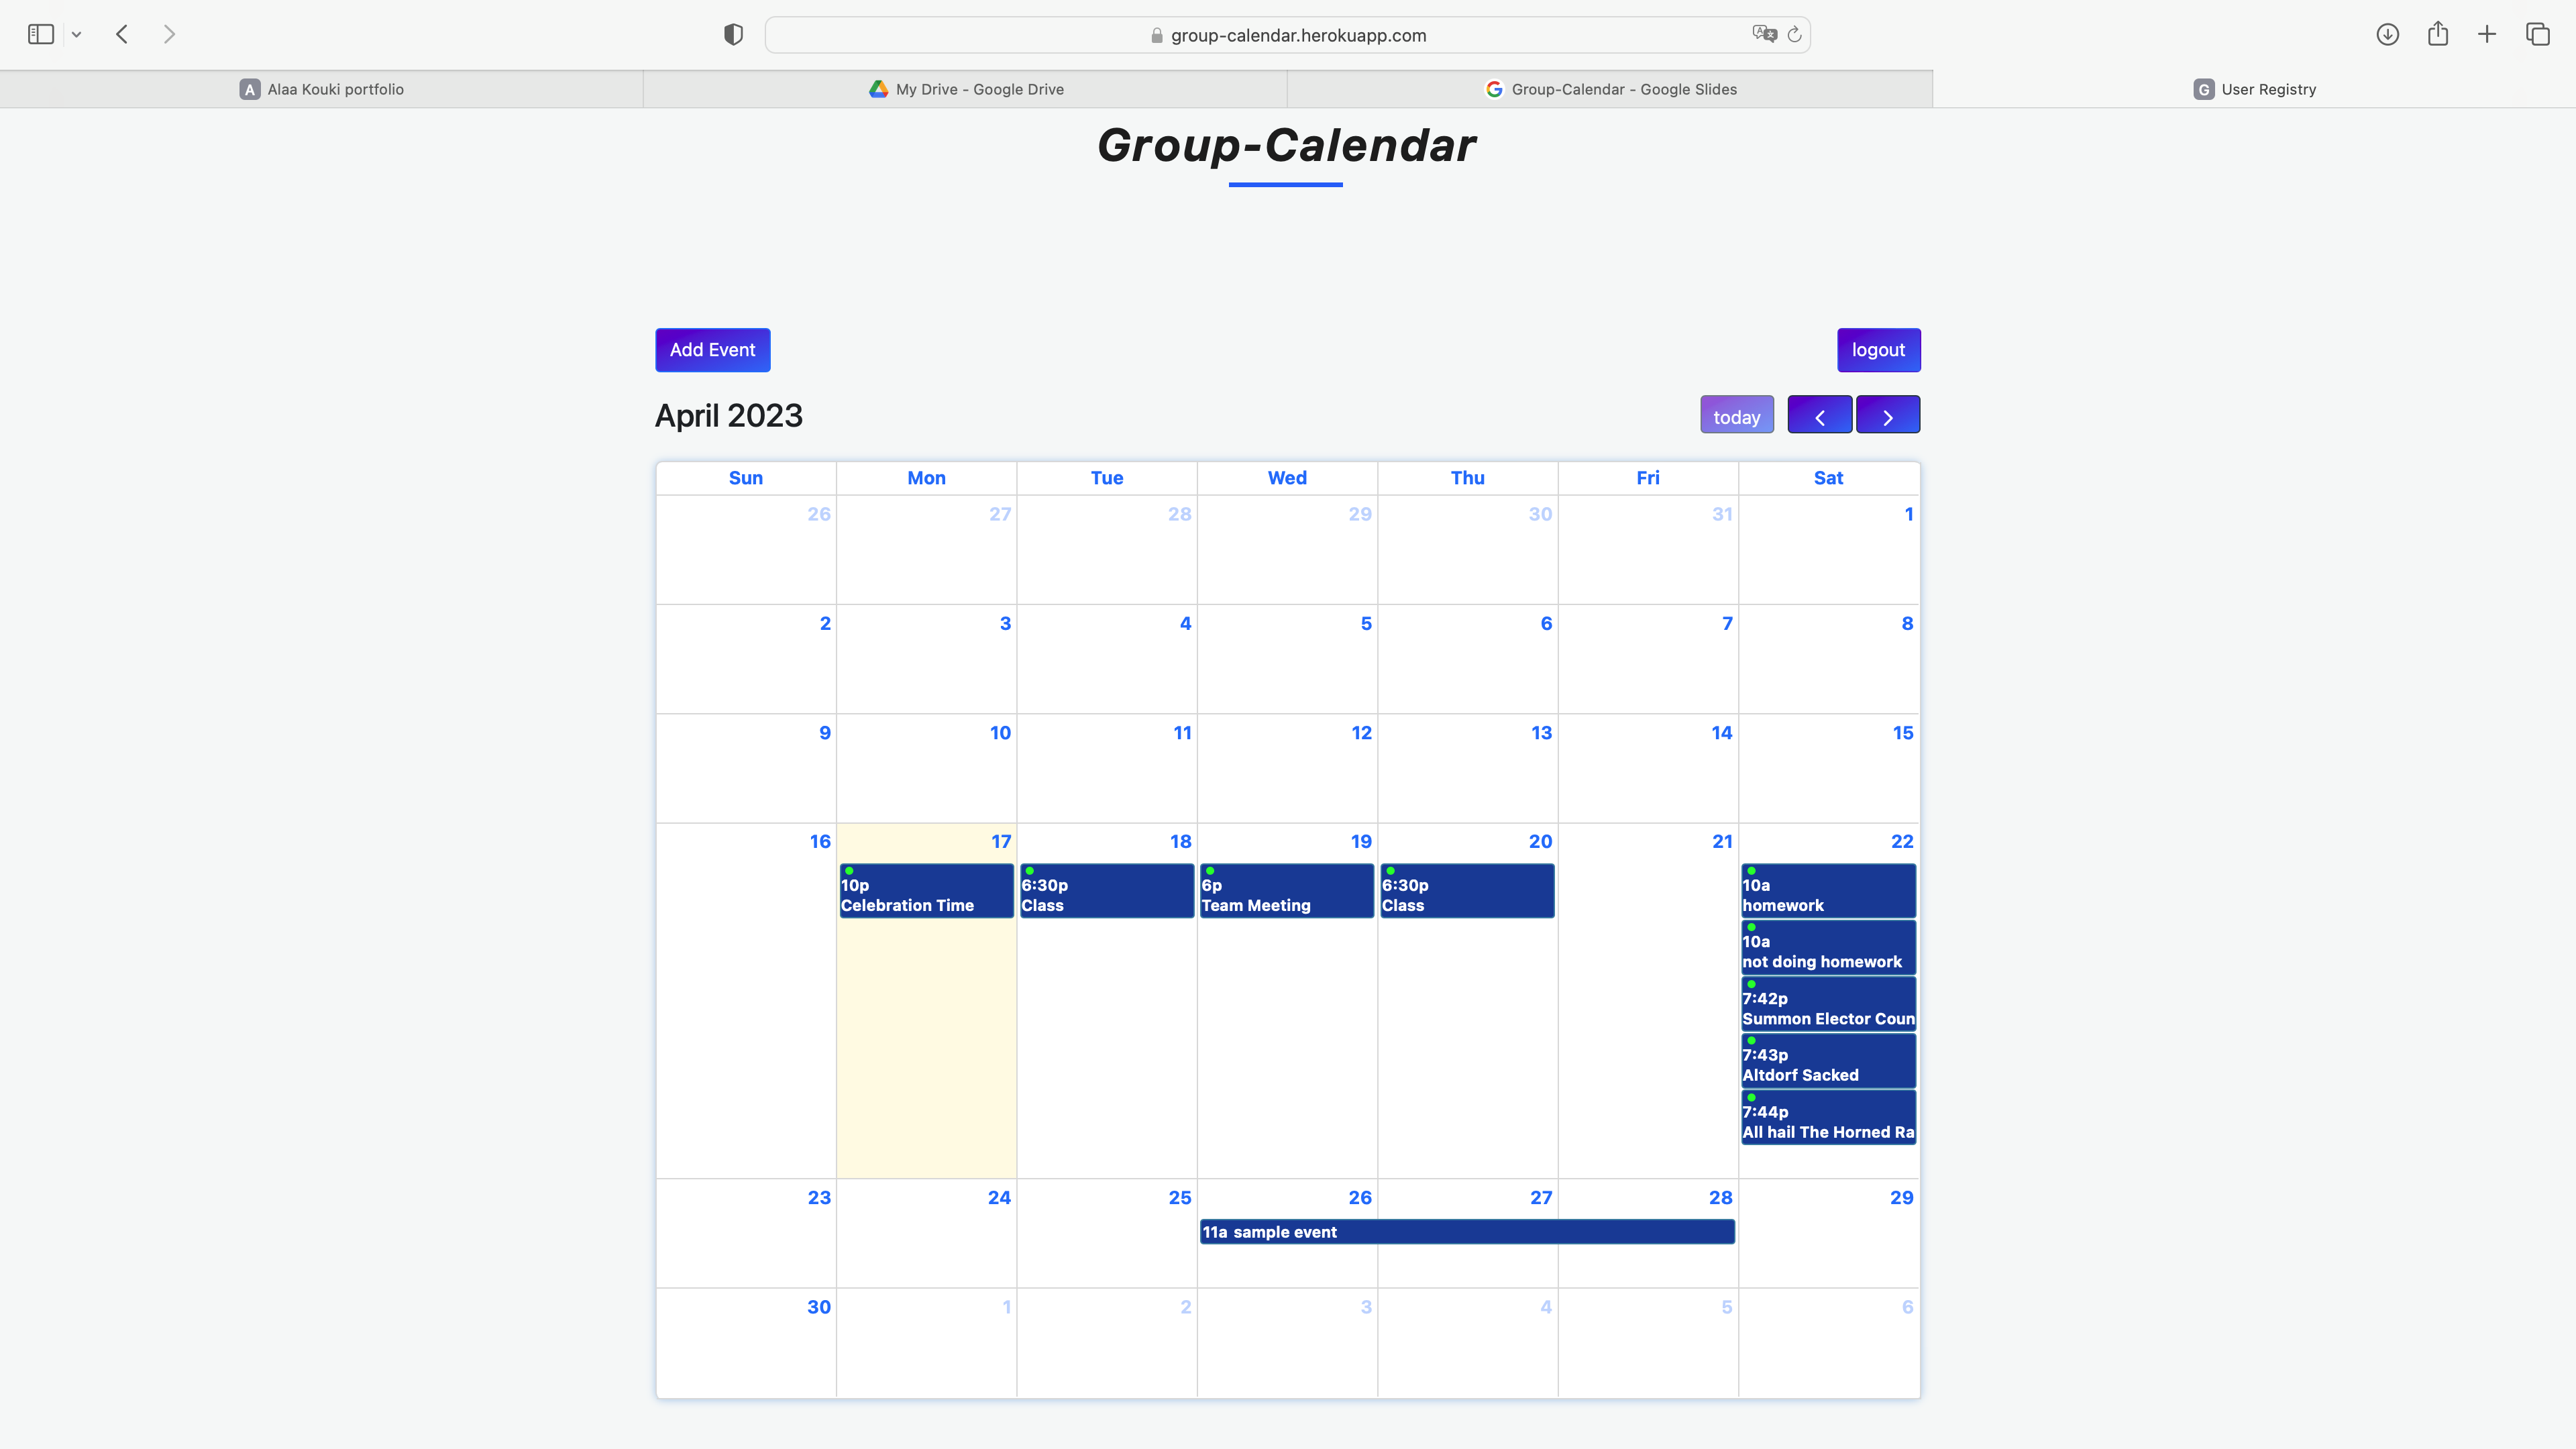 group-calendar.herokuapp.com
A Alaa Kouki portfolio
My Drive - Google Drive
Group-Calendar - Google Slides
G User Registry
Group-Calendar
Add Event
logout
April 2023
today
Sun Mon Tue Wed Thu Fri Sat
26 27 28 29 30 31 1
2 3 4 5 6 7 8
9 10 11 12 13 14 15
16 17 18 19 20 21 22
10p
Celebration Time
6:30p
Class
6p
Team Meeting
6:30p
Class
10a
homework
10a
not doing homework
7:42p
Summon Elector Coun
7:43p
Altdorf Sacked
7:44p
All hail The Horned Ra
23 24 25 26 27 28 29
11a sample event
30 1 2 3 4 5 6